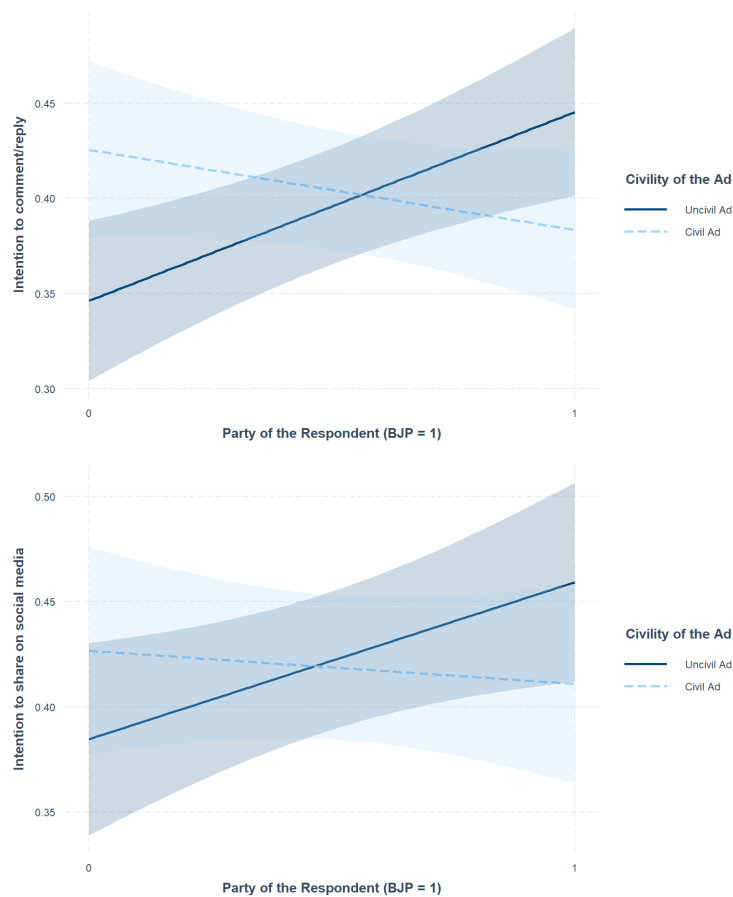 Intention to comment/reply
0.45
0.40
0.35
0.30
0
1
Party of the Respondent (BJP = 1)
Civility of the Ad
Uncivil Ad
Civil Ad
Intention to share on social media
0.50
0.45
0.40
0.35
0
1
Party of the Respondent (BJP = 1)
Civility of the Ad
Uncivil Ad
Civil Ad